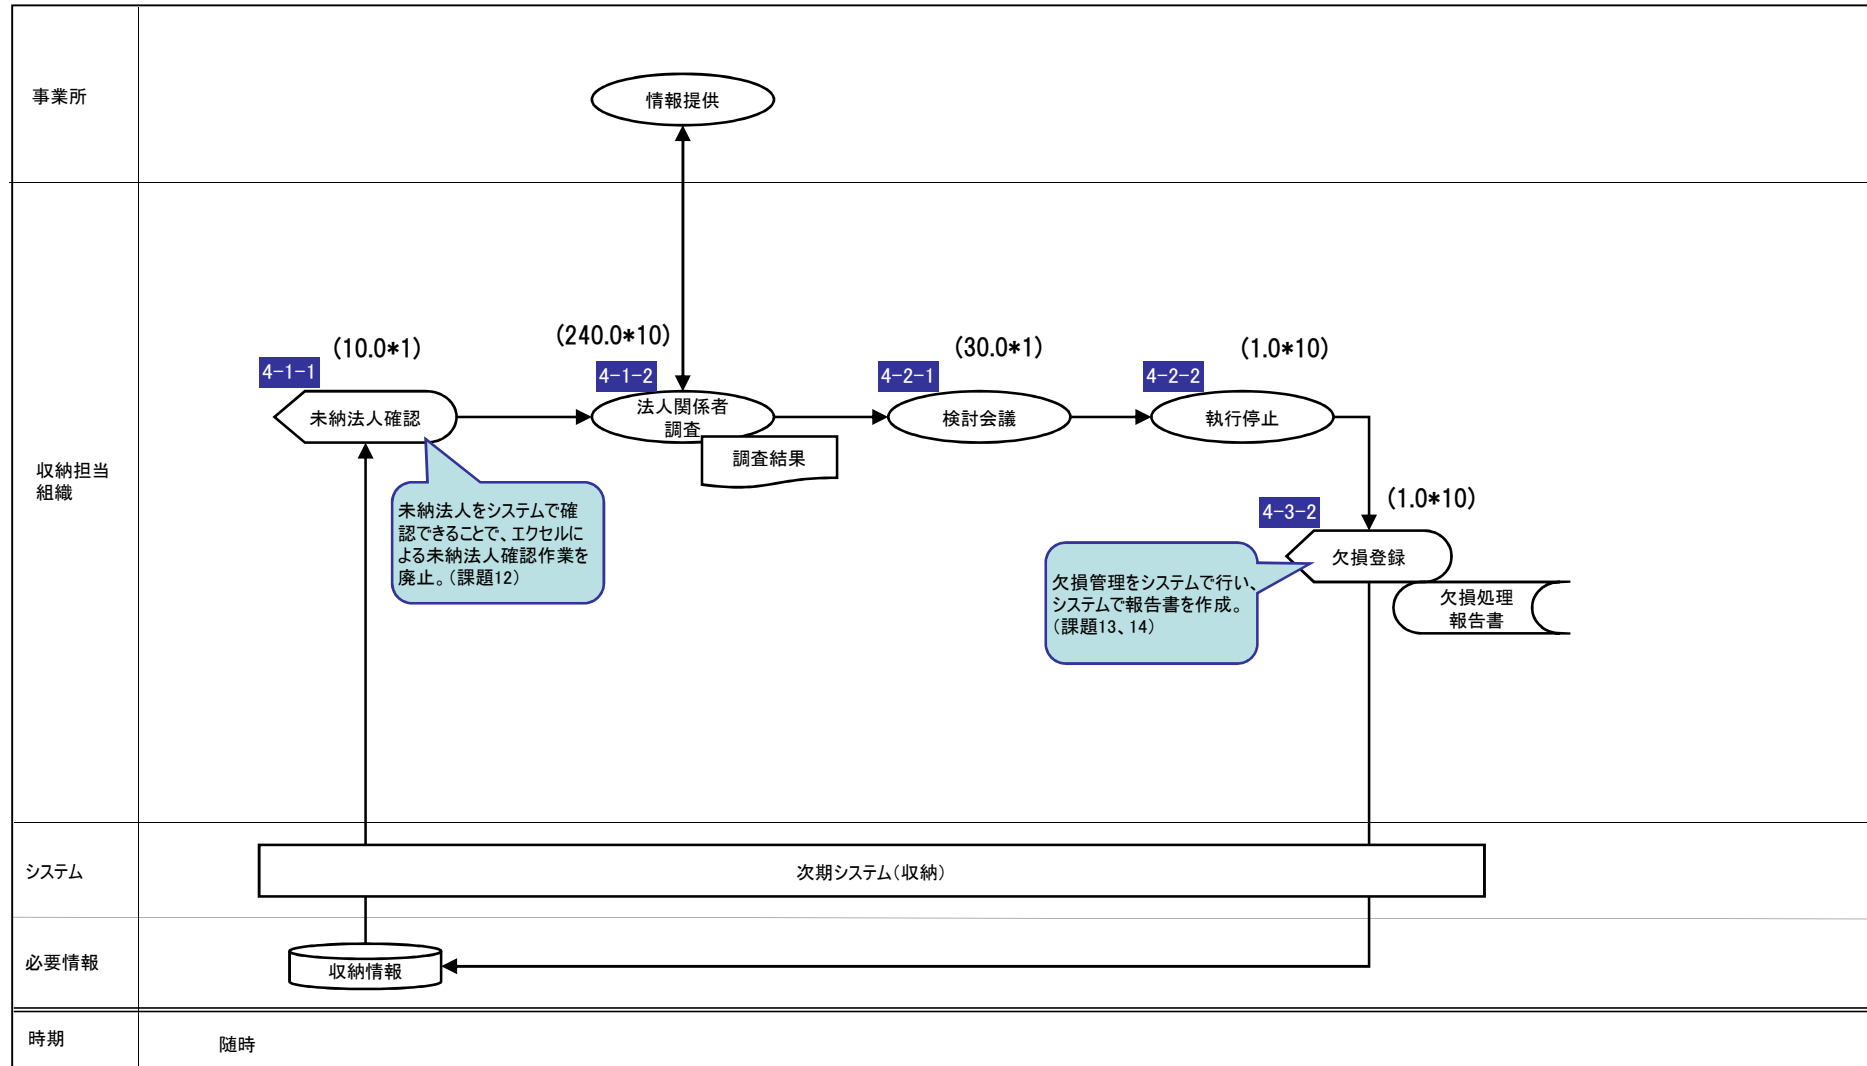 事業所
情報提供
収納担当
組織
(10.0*1)
4-1-1
未納法人確認
(240.0*10)
4-1-2
法人関係者
調査
調査結果
(30.0*1)
4-2-1
検討会議
(1.0*10)
4-2-2
執行停止
(1.0*10)
4-3-2
欠損登録
欠損処理
報告書
未納法人をシステムで確
認できることで、エクセルに
よる未納法人確認作業を
廃止。(課題12)
欠損管理をシステムで行い、
システムで報告書を作成。
(課題13、14)
システム
次期システム(収納)
必要情報
収納情報
時期
随時